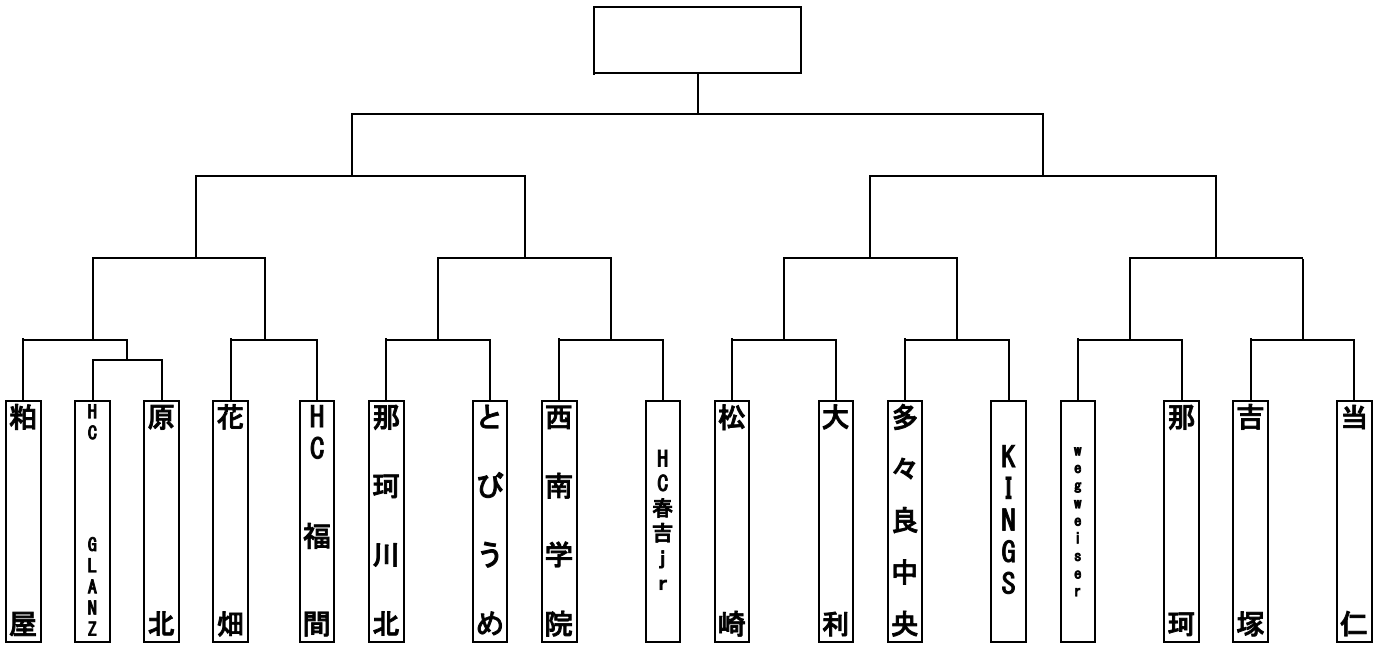 粕屋
HC GLANZ
原北
花畑
HC福間
那珂川北
とびうめ
西南学院
HC春吉jr
松崎
大利
多々良中央
KINGS
wegweiser
那珂
吉塚
当仁